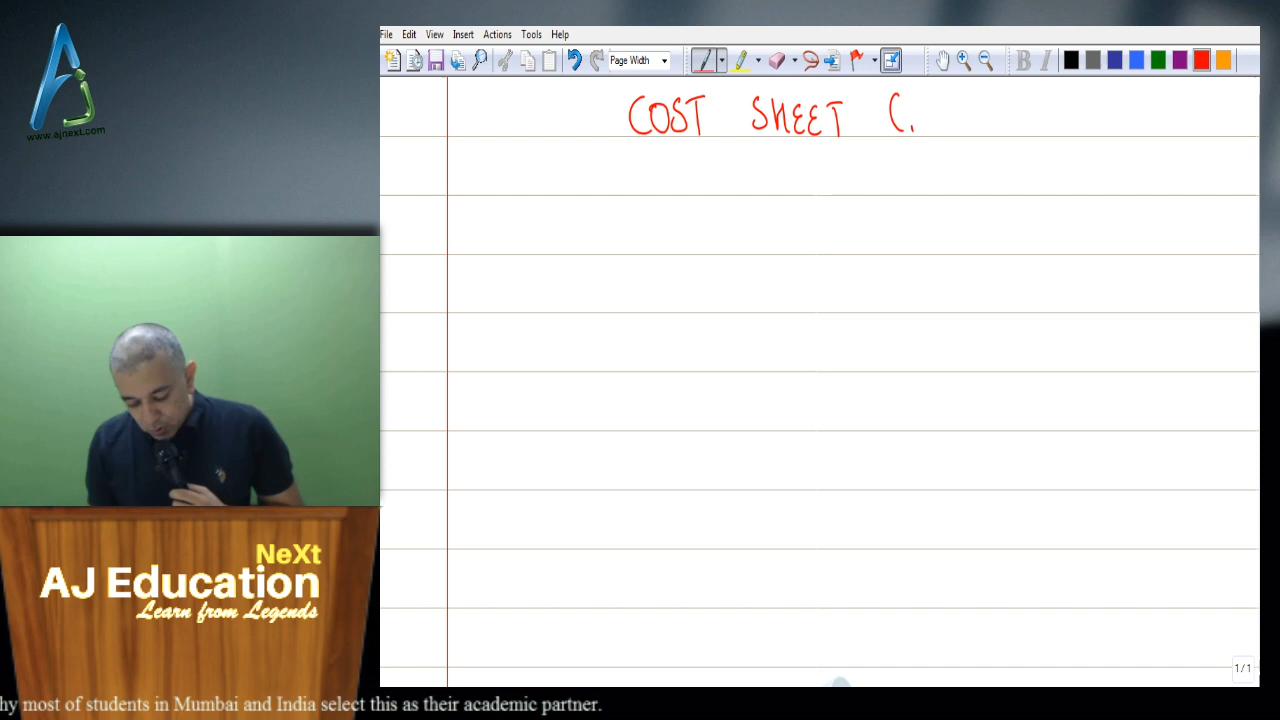 www.ajnext.com
File Edit View Insert Actions Tools Help
Page Width
B I
COST SHEET (.
NeXt
AJ Education
Learn from Legends
1/1
hy most of students in Mumbai and India select this as their academic partner.